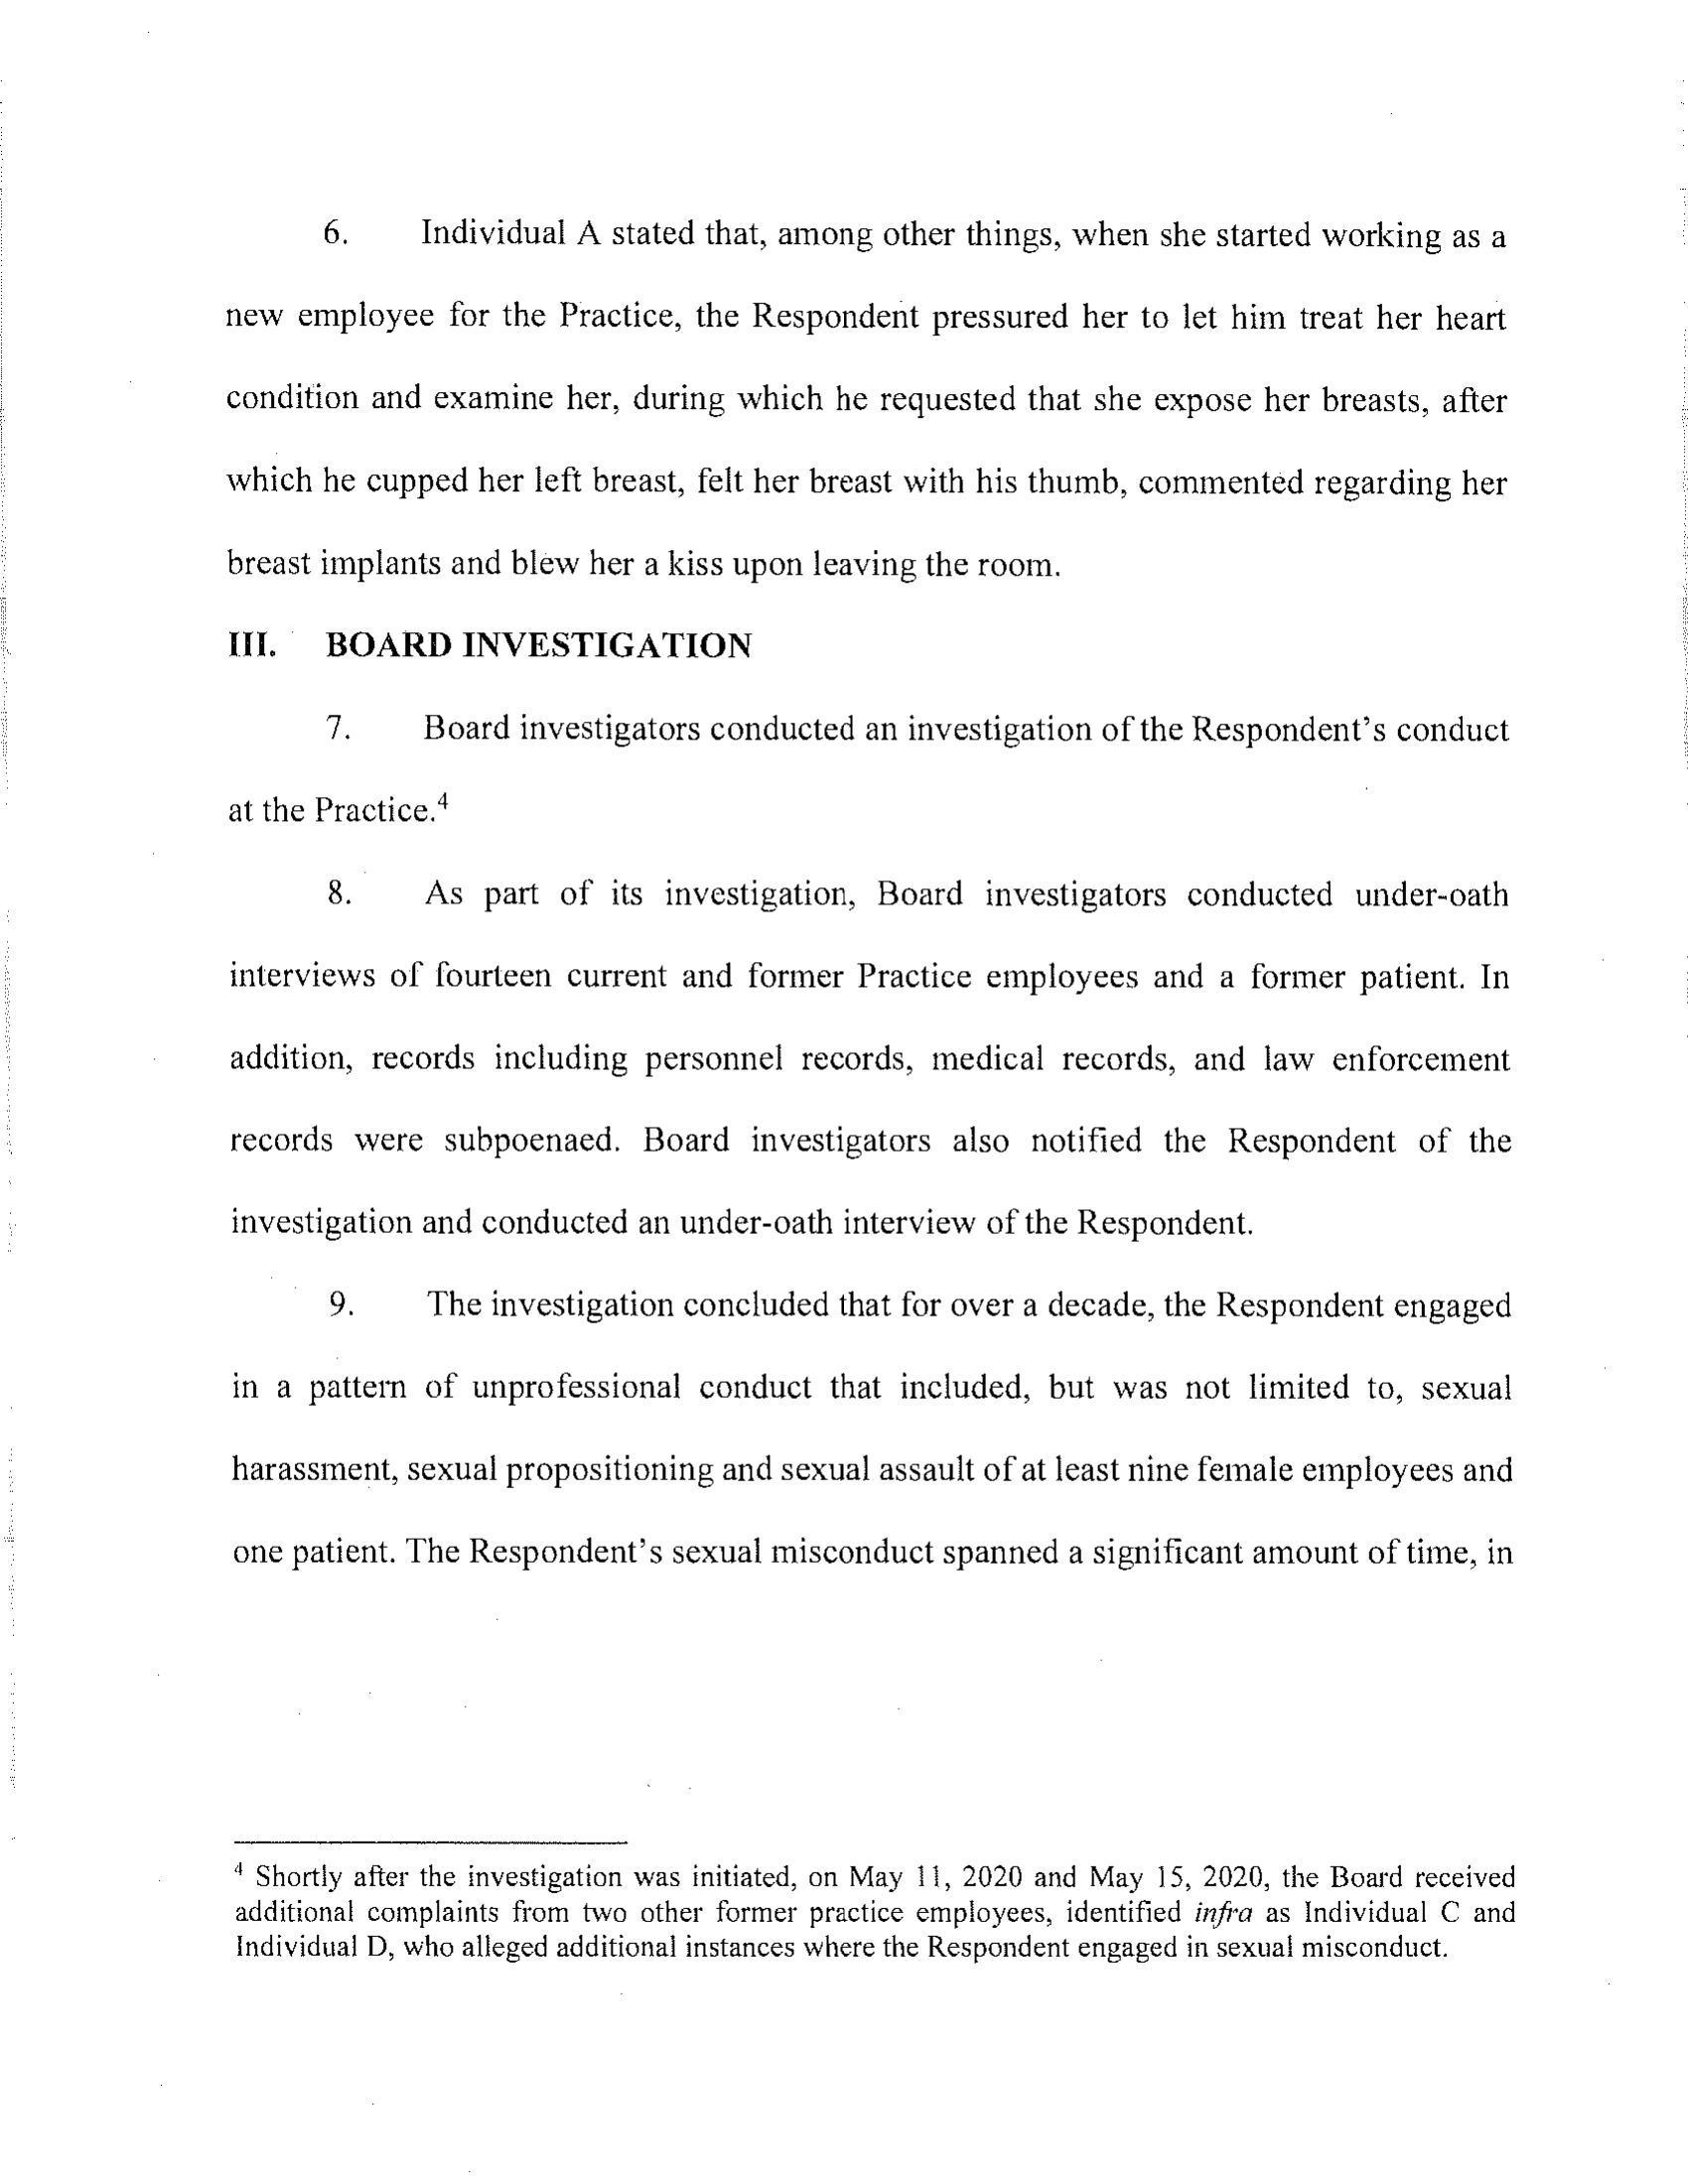 6. Individual A stated that, among other things, when she started working as a
new employee for the Practice, the Respondent pressured her to let him treat her heart
condition and examine her, during which he requested that she expose her breasts, after
which he cupped her left breast, felt her breast with his thumb, commented regarding her
breast implants and blew her a kiss upon leaving the room.
III. BOARD INVESTIGATION
7. Board investigators conducted an investigation of the Respondent's conduct
at the Practice.⁴
8. As part of its investigation, Board investigators conducted under-oath
interviews of fourteen current and former Practice employees and a former patient. In
addition, records including personnel records, medical records, and law enforcement
records were subpoenaed. Board investigators also notified the Respondent of the
investigation and conducted an under-oath interview of the Respondent.
9. The investigation concluded that for over a decade, the Respondent engaged
in a pattern of unprofessional conduct that included, but was not limited to, sexual
harassment, sexual propositioning and sexual assault of at least nine female employees and
one patient. The Respondent's sexual misconduct spanned a significant amount of time, in
⁴ Shortly after the investigation was initiated, on May 11, 2020 and May 15, 2020, the Board received
additional complaints from two other former practice employees, identified infra as Individual C and
Individual D, who alleged additional instances where the Respondent engaged in sexual misconduct.